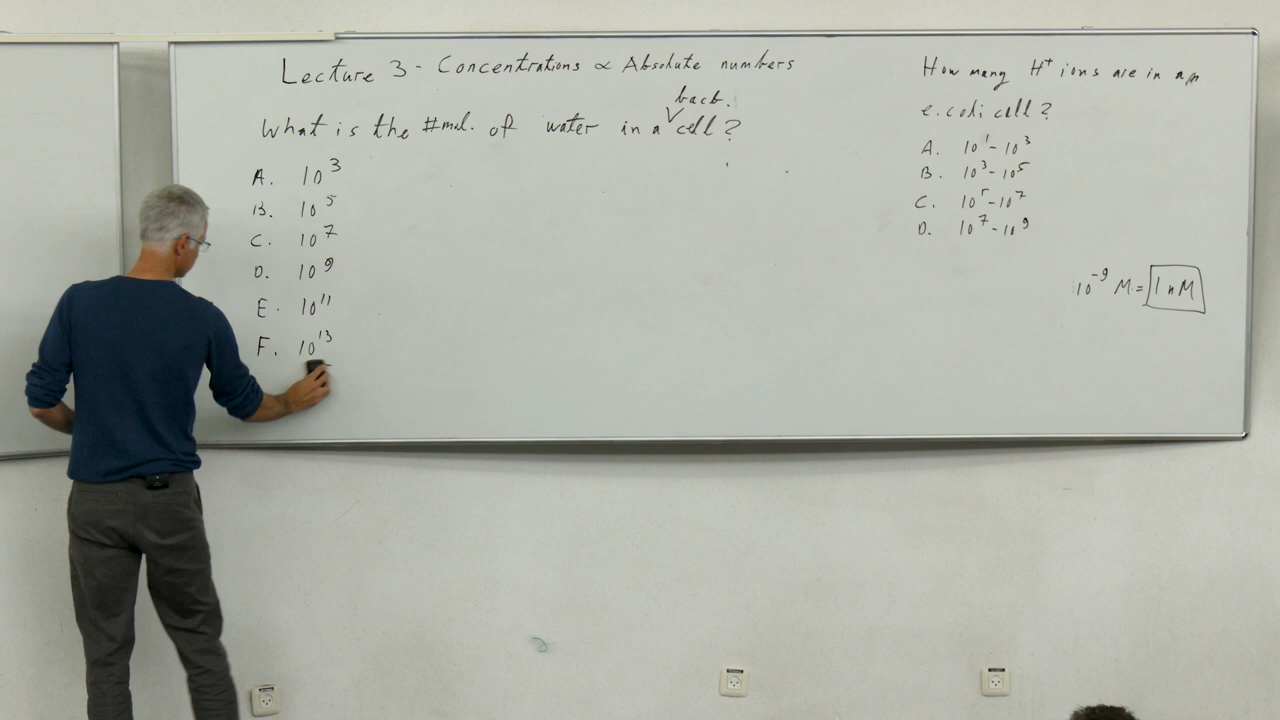 Lecture 3 - Concentrations & Absolute numbers
bact.
What is the #mol. of water in a cell?
A. 10^3
B. 10^5
C. 10^7
D. 10^9
E. 10^11
F. 10^13
How many H^+ ions are in an
e.coli cell?
A. 10^1-10^3
B. 10^3-10^5
C. 10^5-10^7
D. 10^7-10^9
10^-9 M = 1 nM